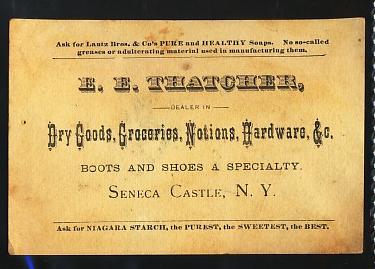 Ask for Lautz Bros. & Co's PURE and HEALTHY Soaps. No so-called
greases or adulterating material used in manufacturing them.
E. E. THATCHER,
DEALER IN
Dry Goods, Groceries, Notions, Hardware, &c.
BOOTS AND SHOES A SPECIALTY.
SENECA CASTLE, N. Y.
Ask for NIAGARA STARCH, the PUREST, the SWEETEST, the BEST.